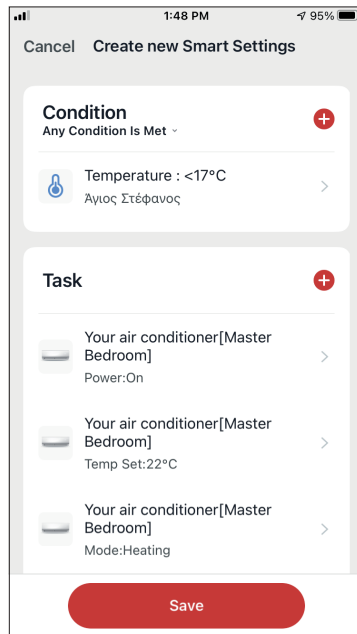 1:48 PM
95%
Cancel Create new Smart Settings
Condition
Any Condition Is Met
Temperature : <17°C
Άγιος Στέφανος
Task
Your air conditioner[Master
Bedroom]
Power:On
Your air conditioner[Master
Bedroom]
Temp Set:22°C
Your air conditioner[Master
Bedroom]
Mode:Heating
Save